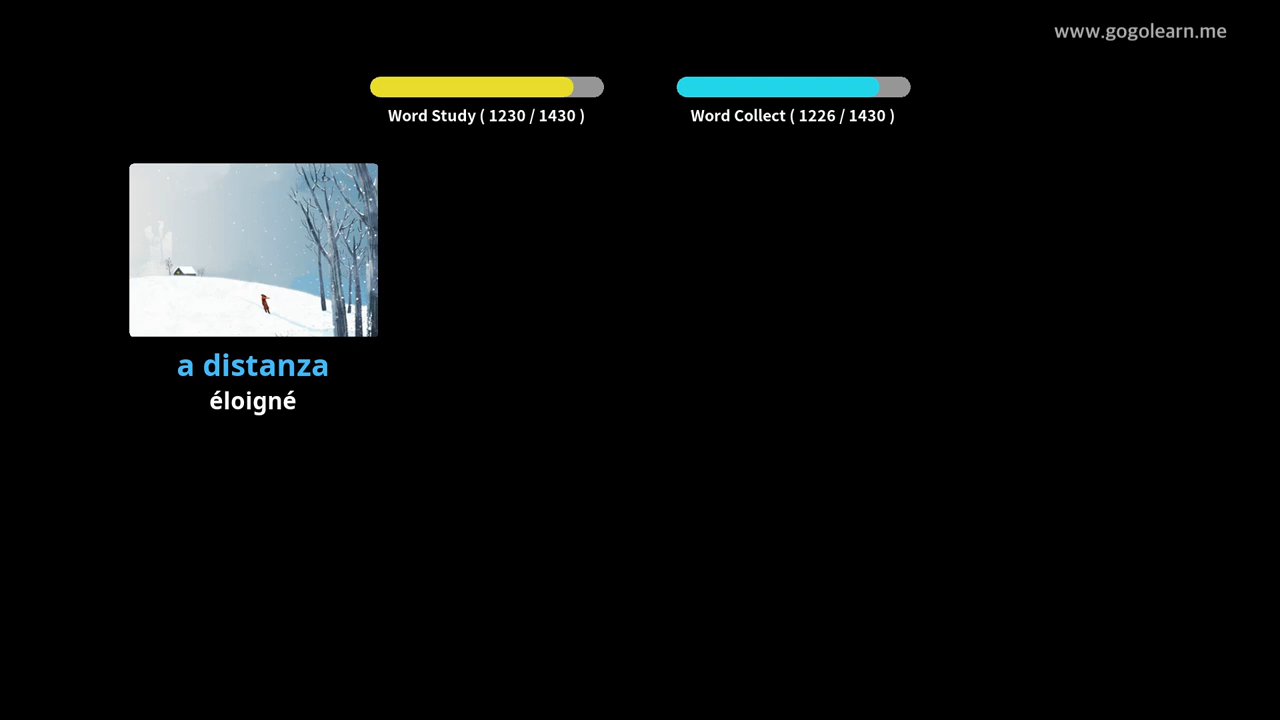 www.gogolearn.me
Word Study ( 1230 / 1430 )
Word Collect ( 1226 / 1430 )
a distanza
éloigné